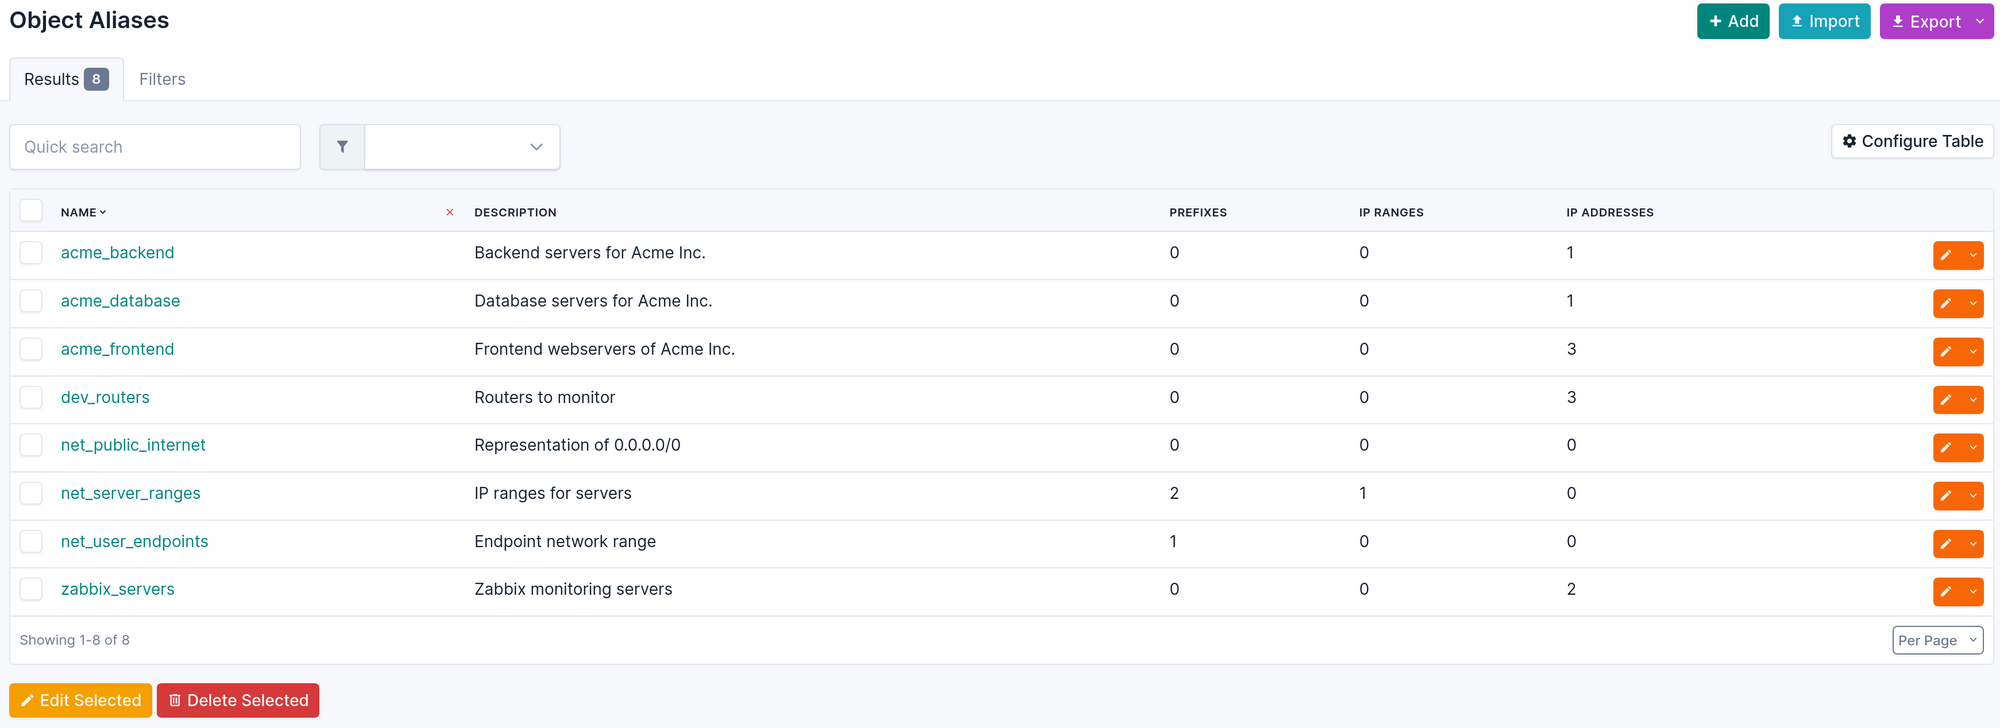 Object Aliases
Add Import Export
Results 8 Filters
Quick search
Configure Table
NAME DESCRIPTION PREFIXES IP RANGES IP ADDRESSES
acme_backend Backend servers for Acme Inc. 0 0 1
acme_database Database servers for Acme Inc. 0 0 1
acme_frontend Frontend webservers of Acme Inc. 0 0 3
dev_routers Routers to monitor 0 0 3
net_public_internet Representation of 0.0.0.0/0 0 0 0
net_server_ranges IP ranges for servers 2 1 0
net_user_endpoints Endpoint network range 1 0 0
zabbix_servers Zabbix monitoring servers 0 0 2
Showing 1-8 of 8 Per Page
Edit Selected Delete Selected